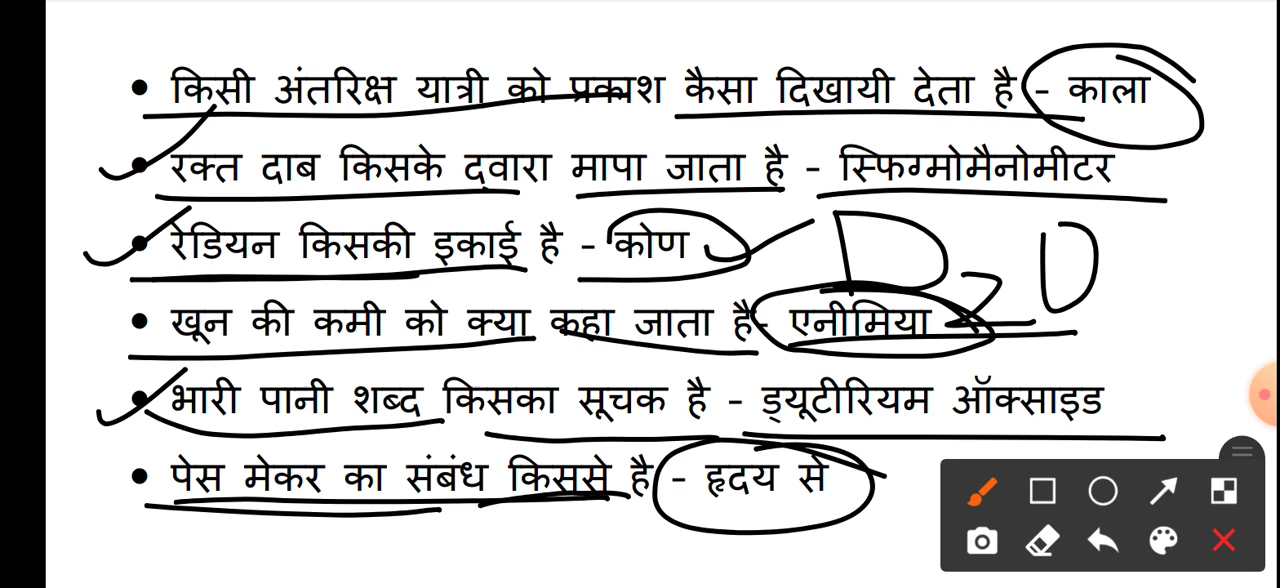 • किसी अंतरिक्ष यात्री को प्रकाश कैसा दिखायी देता है - काला
• रक्त दाब किसके द्वारा मापा जाता है - स्फिग्मोमैनोमीटर
• रेडियन किसकी इकाई है - कोण
• खून की कमी को क्या कहा जाता है- एनीमिया
• भारी पानी शब्द किसका सूचक है - ड्यूटीरियम ऑक्साइड
• पेस मेकर का संबंध किससे है - हृदय से
D2O